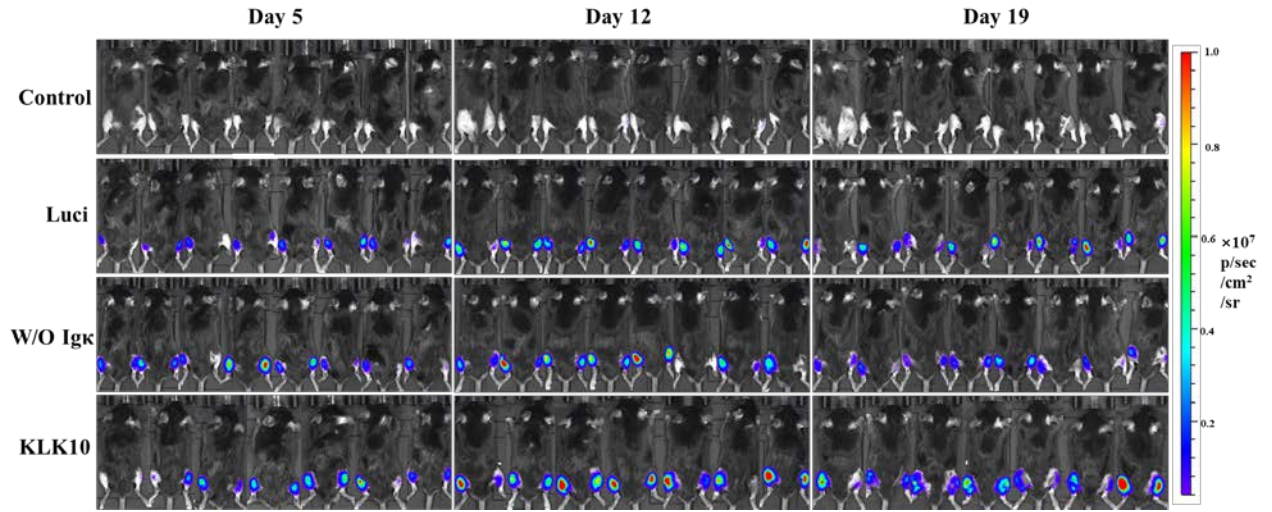 Day 5
Day 12
Day 19
Control
Luci
W/O Igκ
KLK10
1.0
0.8
0.6
×10⁷
p/sec
/cm²
/sr
0.4
0.2